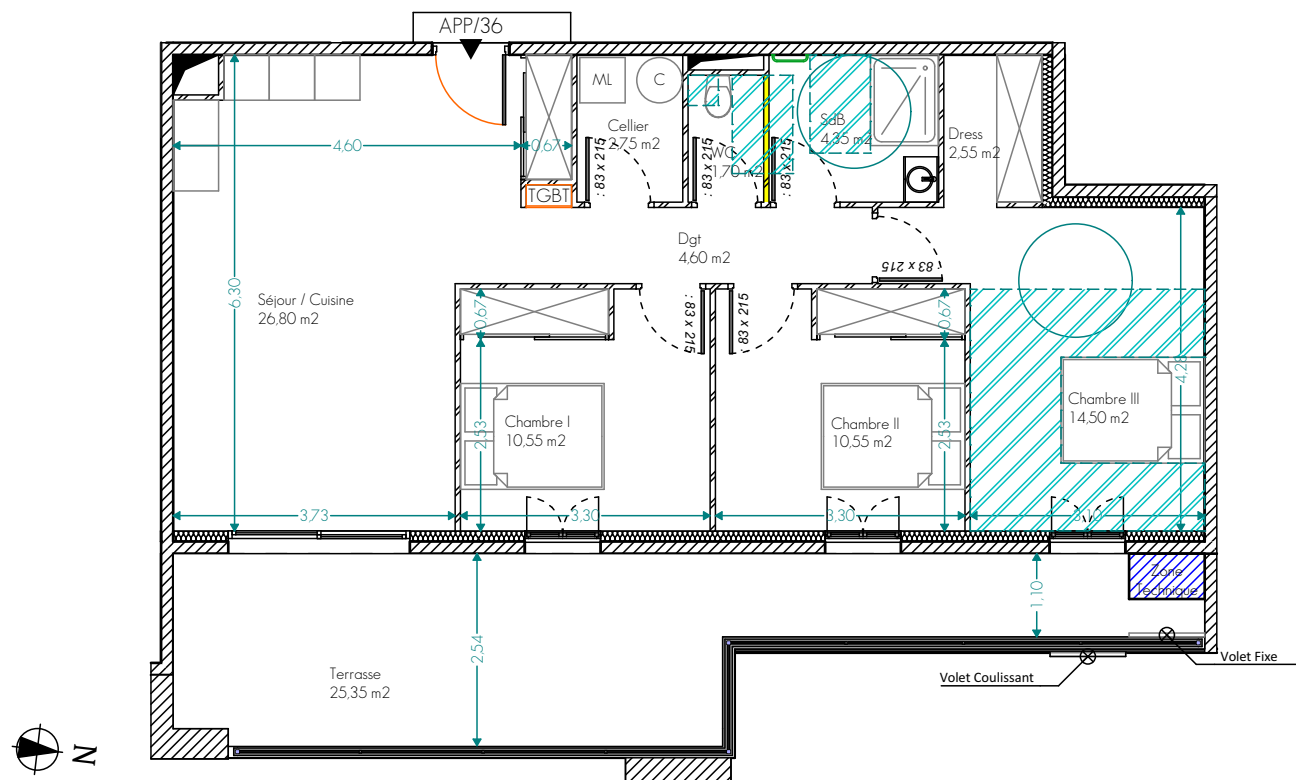 APP/36
ML
C
Cellier
2.75 m2
WC
1,70 m2
SdB
4.35 m2
Dress
2,55 m2
4,60
0,67
TGBT
: 83 x 215
: 83 x 215
: 83 x 215
Dgt
4,60 m2
83 x 215
6,30
Séjour / Cuisine
26,80 m2
0,67
: 83 x 215
83 x 215
0,67
4,28
Chambre I
10,55 m2
2,53
Chambre II
10,55 m2
2,53
Chambre III
14,50 m2
3,73
3,30
3,30
3,10
Zone
Technique
1,10
2,54
Terrasse
25,35 m2
Volet Fixe
Volet Coulissant
N